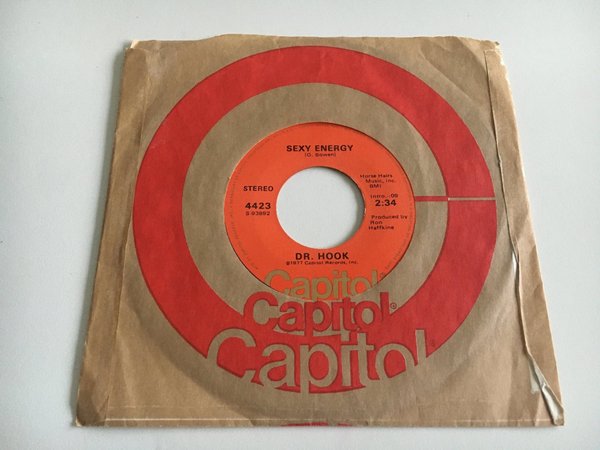 SEXY ENERGY
(G. Bowen)
STEREO
4423
S-93892
Horse Hairs
Music, Inc.
BMI
Intro.-:09
2:34
Produced by
Ron
Haffkine
DR. HOOK
©1977 Capitol Records, Inc.
Capitol
Capitol®
Capitol